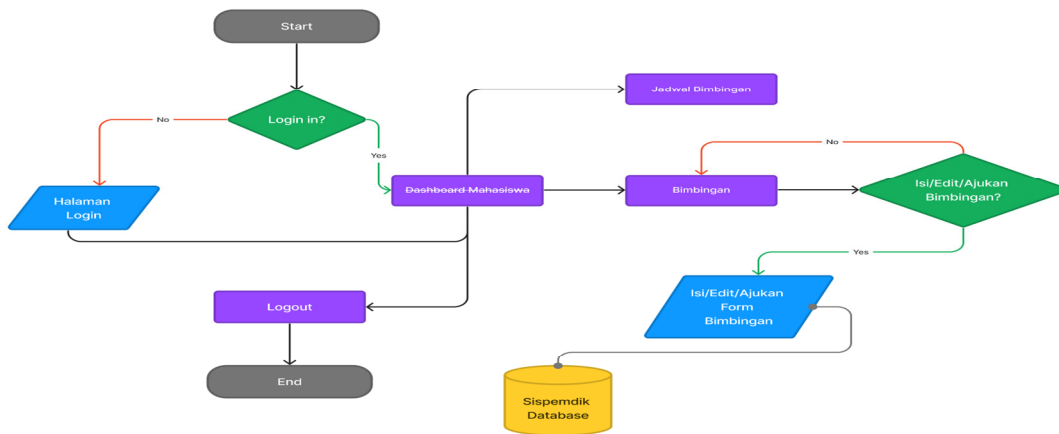 Start
Login in?
No
Yes
Halaman
Login
Dashboard Mahasiswa
Jadwal Bimbingan
Bimbingan
No
Isi/Edit/Ajukan
Bimbingan?
Yes
Isi/Edit/Ajukan
Form
Bimbingan
Logout
End
Sispemdik
Database